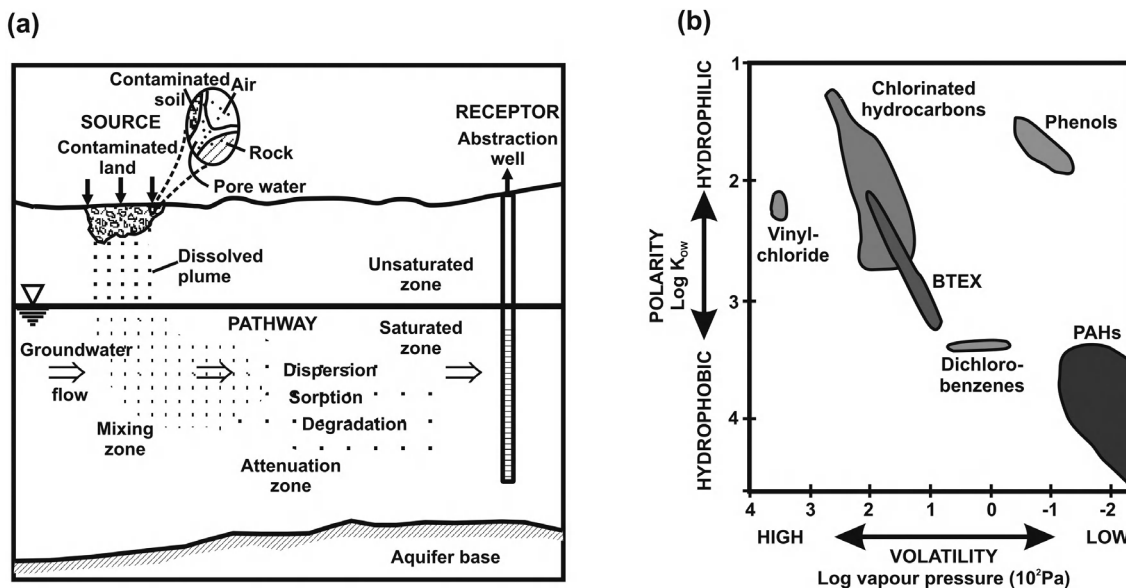 (a)
Contaminated
soil
Air
SOURCE
Contaminated
land
Rock
Pore water
RECEPTOR
Abstraction
well
Dissolved
plume
Unsaturated
zone
PATHWAY
Saturated
zone
Groundwater
flow
Dispersion
Sorption
Degradation
Mixing
zone
Attenuation
zone
Aquifer base
(b)
HYDROPHILIC
POLARITY
Log Kow
HYDROPHOBIC
1
2
3
4
Chlorinated
hydrocarbons
Phenols
Vinyl-
chloride
BTEX
PAHs
Dichloro-
benzenes
4 3 2 1 0 -1 -2
HIGH LOW
VOLATILITY
Log vapour pressure (10²Pa)